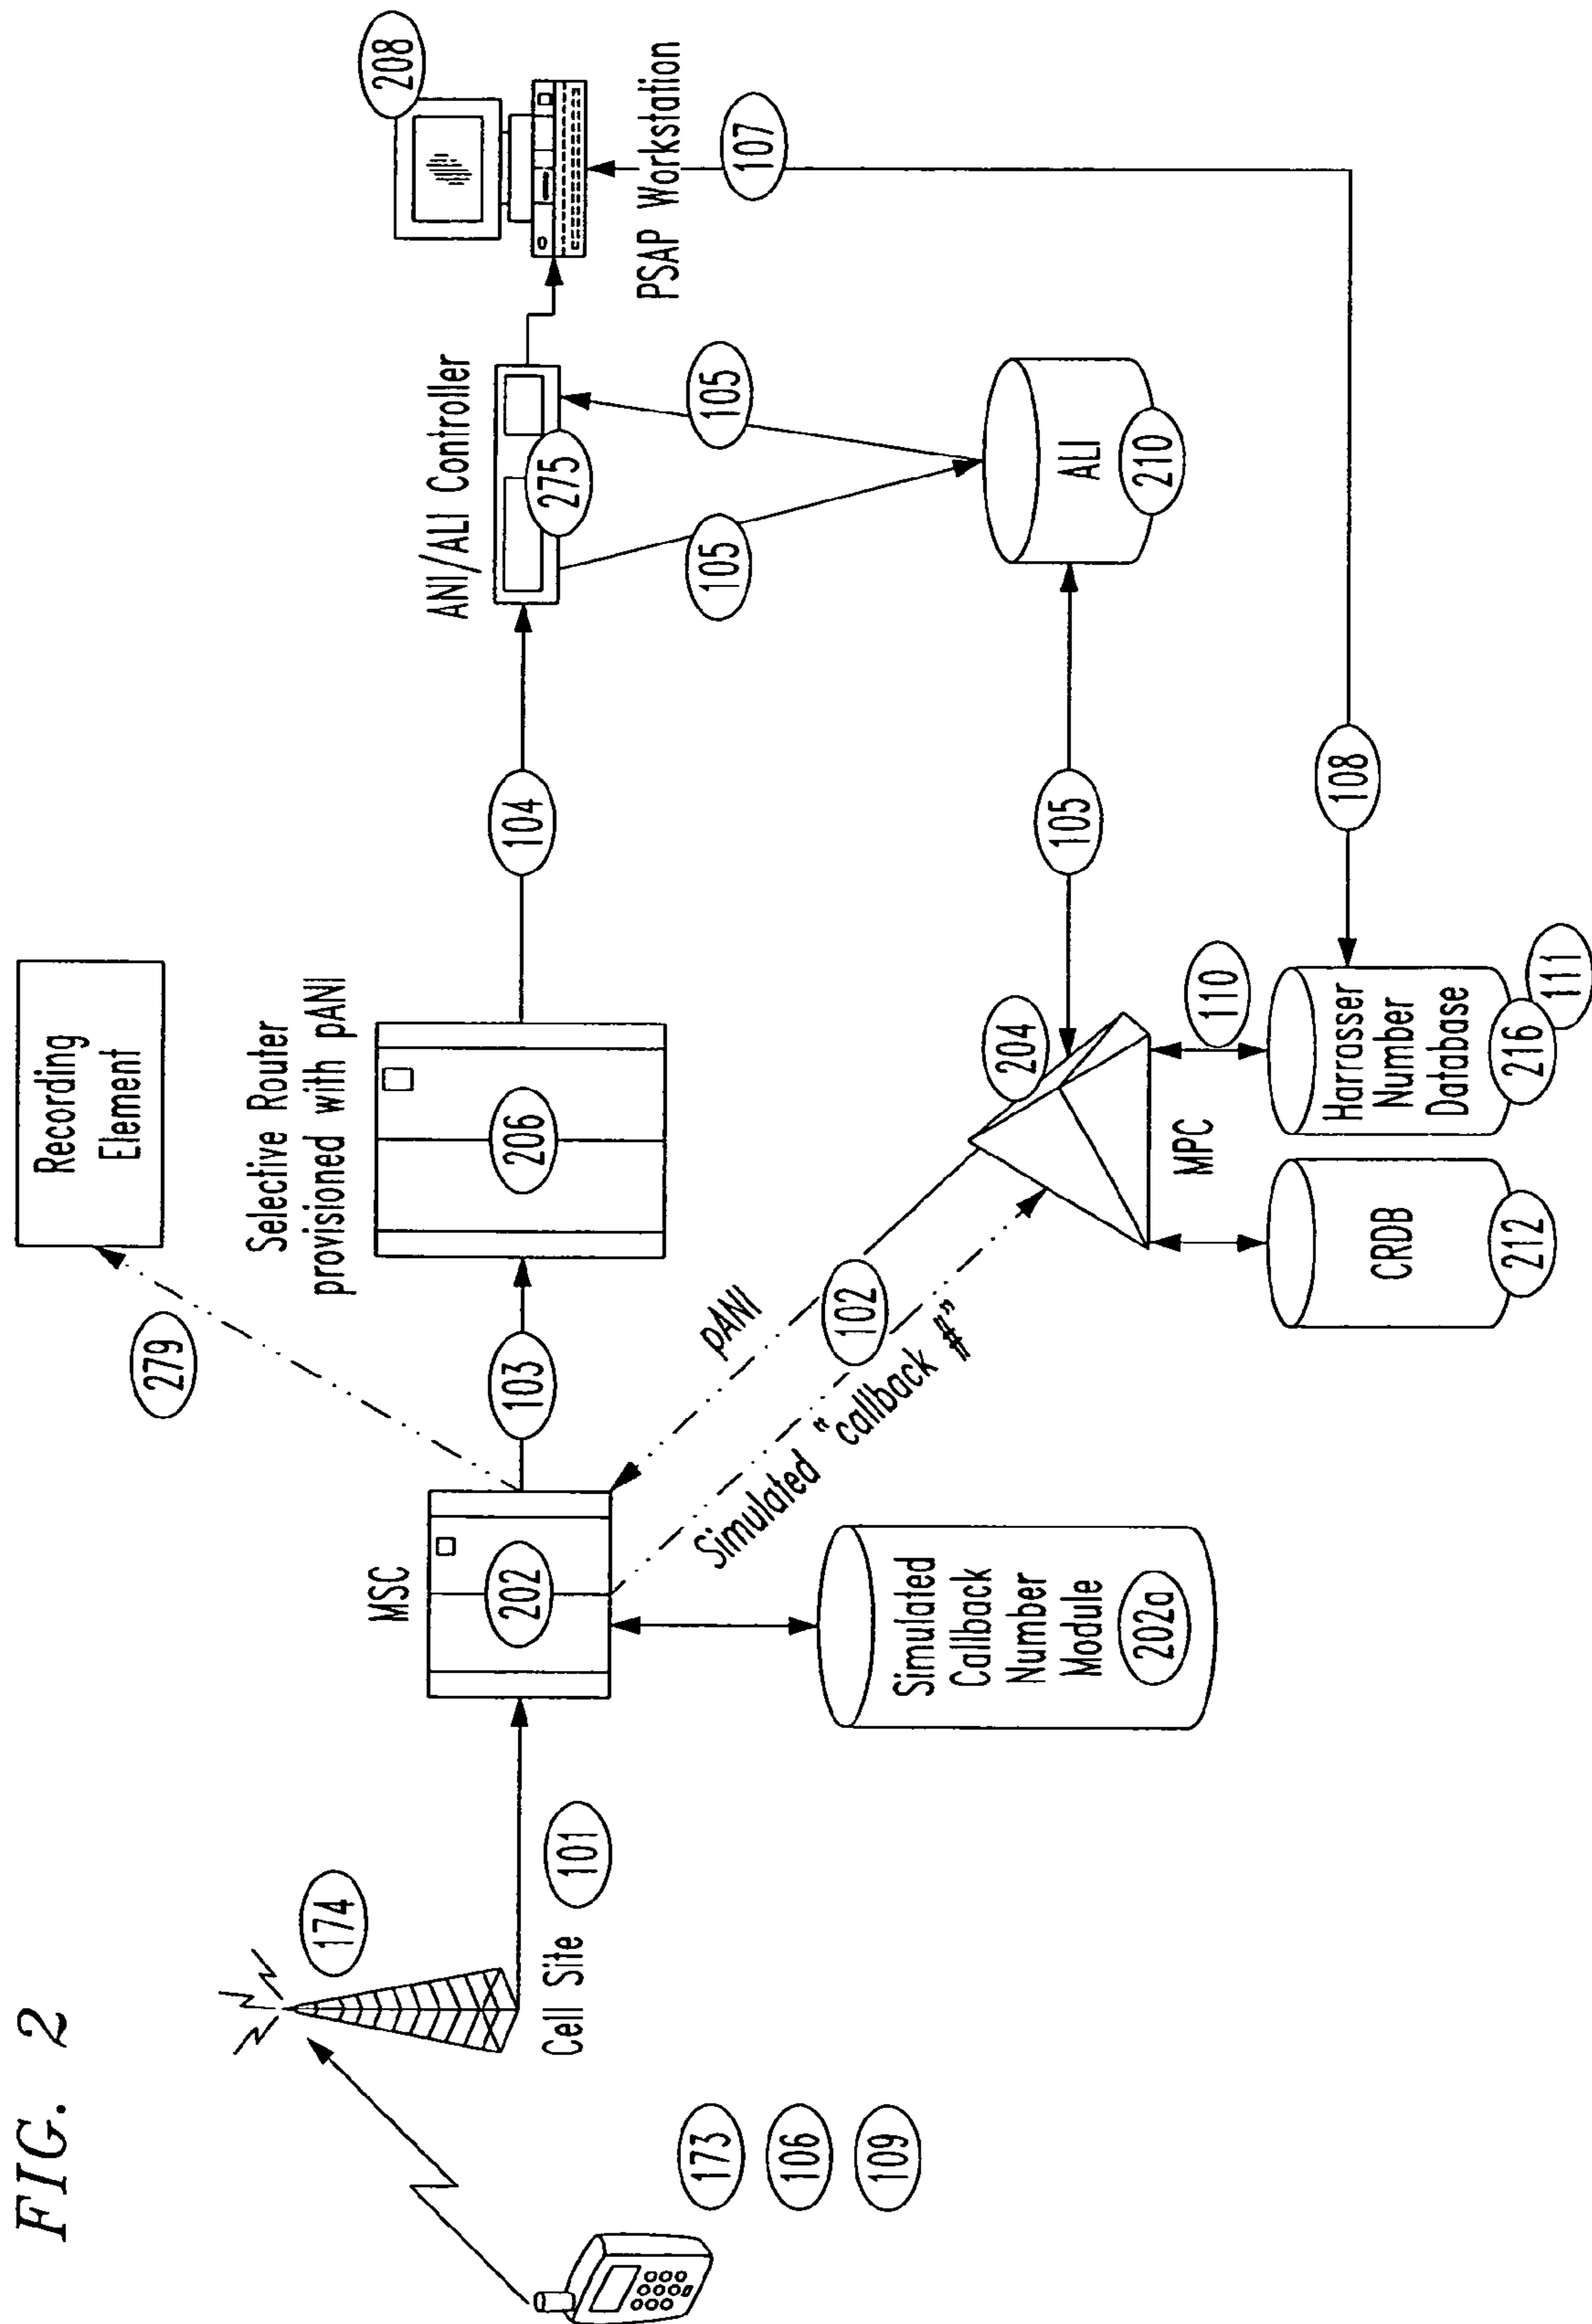 FIG. 2
Recording
Element
279
Selective Router
provisioned with pANI
206
208
PSAP Workstation
107
ANI/ALI Controller
275
174
Cell Site
101
MSC
202
103
104
105
105
173
106
109
Simulated
Callback
Number
Module
202a
pANI
102
Simulated "callback #"
204
MPC
105
ALI
210
110
CRDB
212
Harrasser
Number
Database
216
111
108